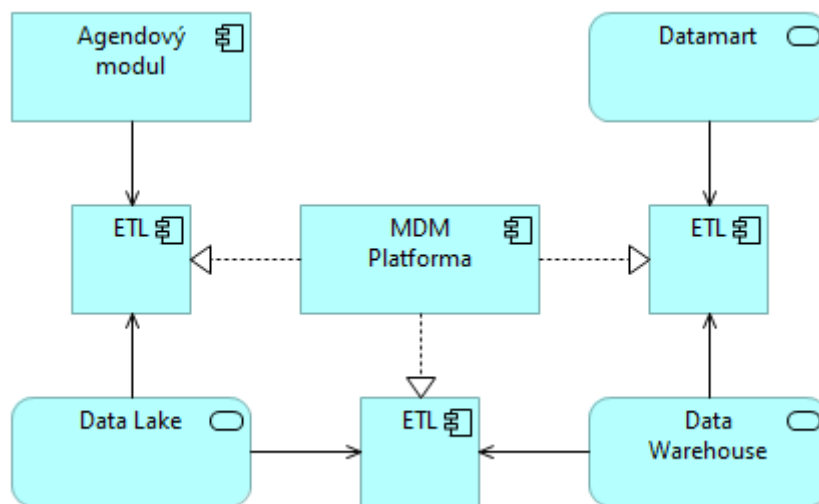 Agendový
modul
Datamart
ETL
MDM
Platforma
ETL
Data Lake
ETL
Data
Warehouse